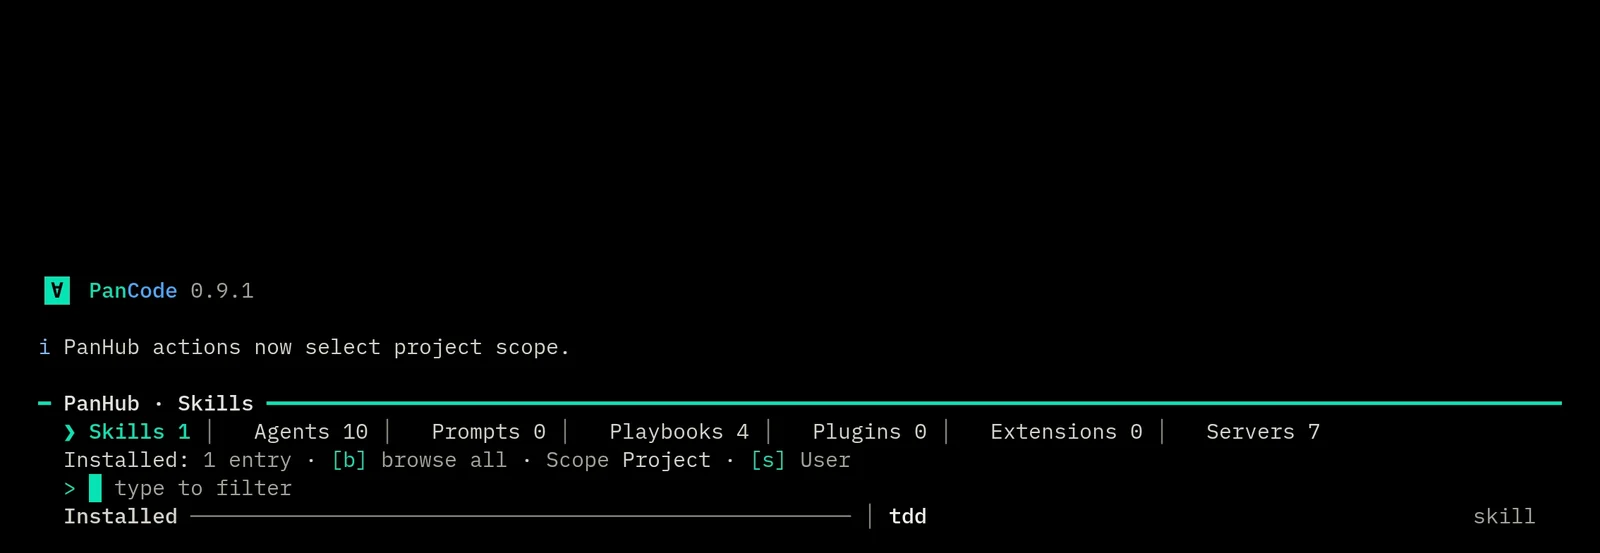 ∀ PanCode 0.9.1
i PanHub actions now select project scope.
PanHub · Skills
❯ Skills 1 │ Agents 10 │ Prompts 0 │ Playbooks 4 │ Plugins 0 │ Extensions 0 │ Servers 7
Installed: 1 entry · [b] browse all · Scope Project · [s] User
> type to filter
Installed │ tdd skill